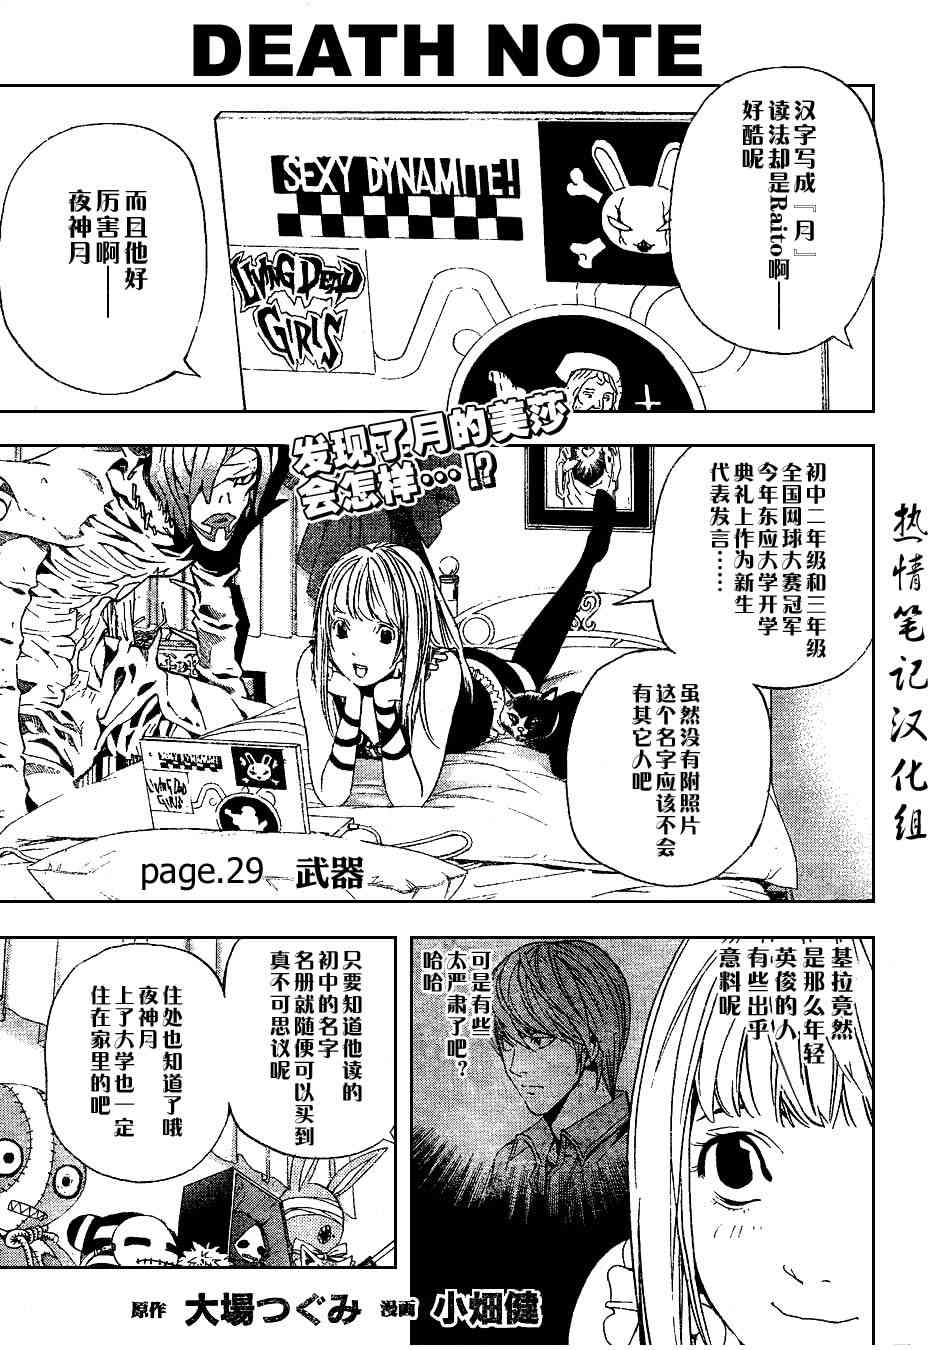 DEATH NOTE
汉字写成『月』
读法却是Raito啊——
好酷呢
而且他好
厉害啊——
夜神月
SEXY DYNAMITE!
LIVING DEAD
GIRLS
发现了月的美莎
会怎样…!?
初中二年级和三年级
全国网球大赛冠军
今年东应大学开学
典礼上作为新生
代表发言……
虽然没有附照片
这个名字应该不会
有其它人吧
LIVING DEAD
GIRLS
page.29 武器
热情笔记汉化组
基拉竟然
是那么年轻
英俊的人
有些出乎
意料呢
可是有些
太严肃了吧？
哈哈
只要知道他读的
初中的名字
名册就随便可以买到
真不可思议呢
住处也知道了哦
夜神月
上了大学也一定
住在家里的吧
原作 大場つぐみ 漫画 小畑健